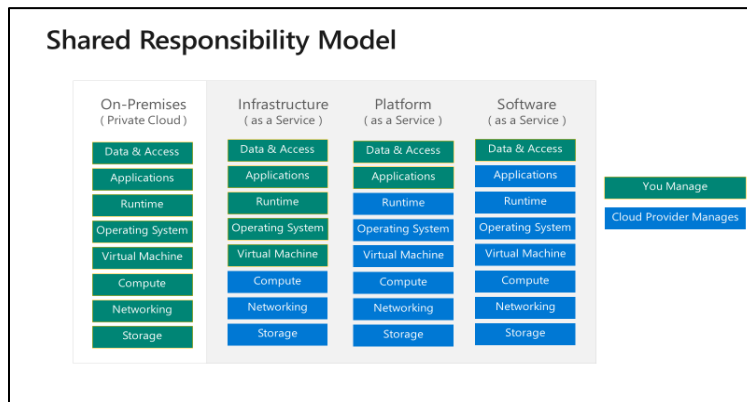 Shared Responsibility Model
On-Premises
( Private Cloud )
Data & Access
Applications
Runtime
Operating System
Virtual Machine
Compute
Networking
Storage
Infrastructure
( as a Service )
Data & Access
Applications
Runtime
Operating System
Virtual Machine
Compute
Networking
Storage
Platform
( as a Service )
Data & Access
Applications
Runtime
Operating System
Virtual Machine
Compute
Networking
Storage
Software
( as a Service )
Data & Access
Applications
Runtime
Operating System
Virtual Machine
Compute
Networking
Storage
You Manage
Cloud Provider Manages